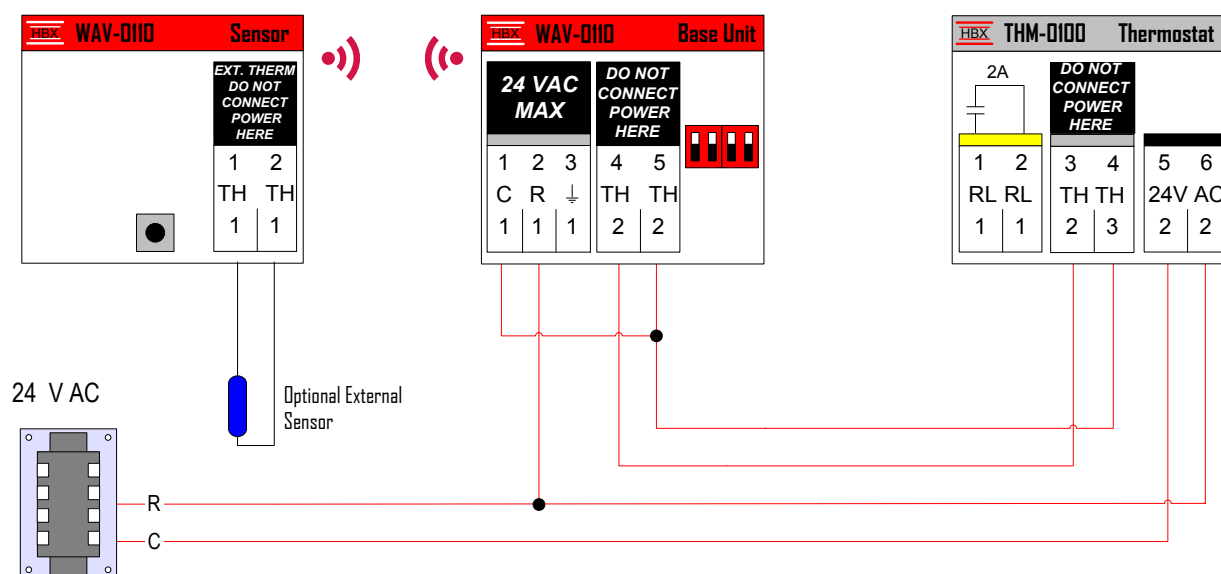 HBX WAV-0110 Sensor
EXT. THERM
DO NOT
CONNECT
POWER
HERE
1 2
TH TH
1 1
HBX WAV-0110 Base Unit
24 VAC
MAX
DO NOT
CONNECT
POWER
HERE
1 2 3 4 5
C R ⏚ TH TH
1 1 1 2 2
HBX THM-0100 Thermostat
2A
DO NOT
CONNECT
POWER
HERE
1 2 3 4 5 6
RL RL TH TH 24V AC
1 1 2 3 2 2
24 V AC
Optional External
Sensor
R
C